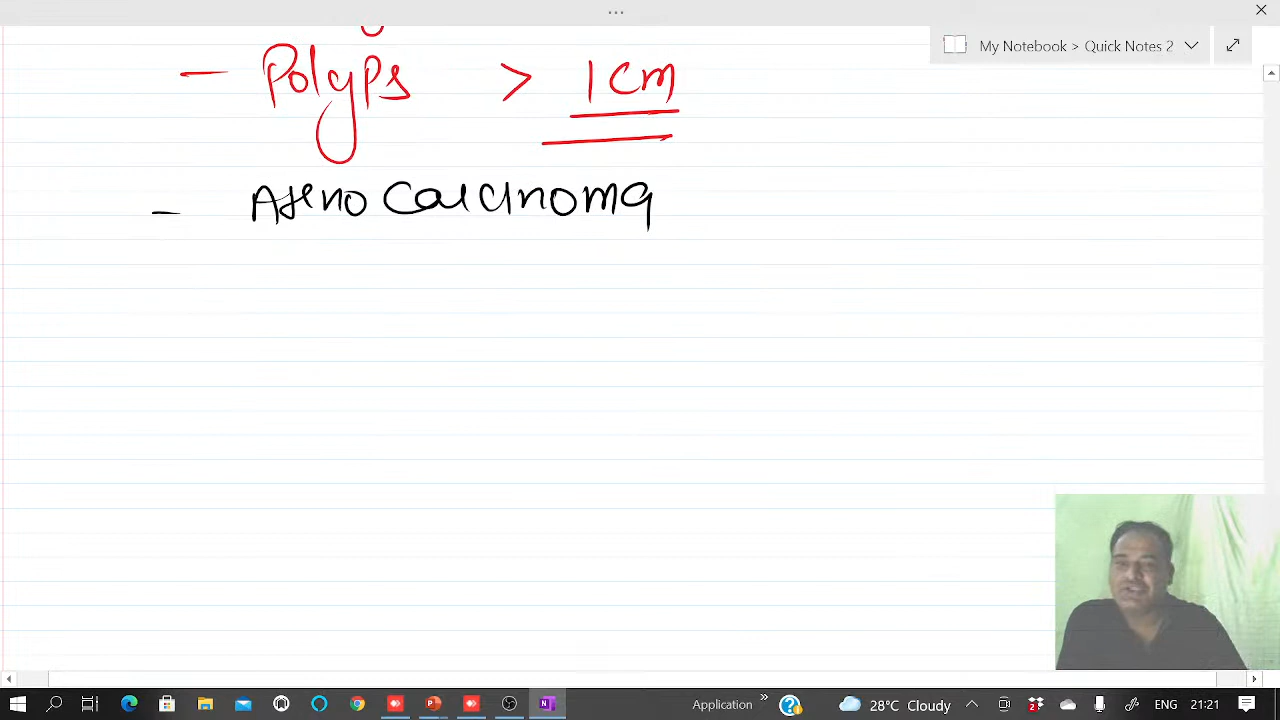 ...
My Notebook > Quick Notes 2
- Polyps > 1cm
- Adeno Carcinoma
Application
28°C Cloudy
ENG
21:21